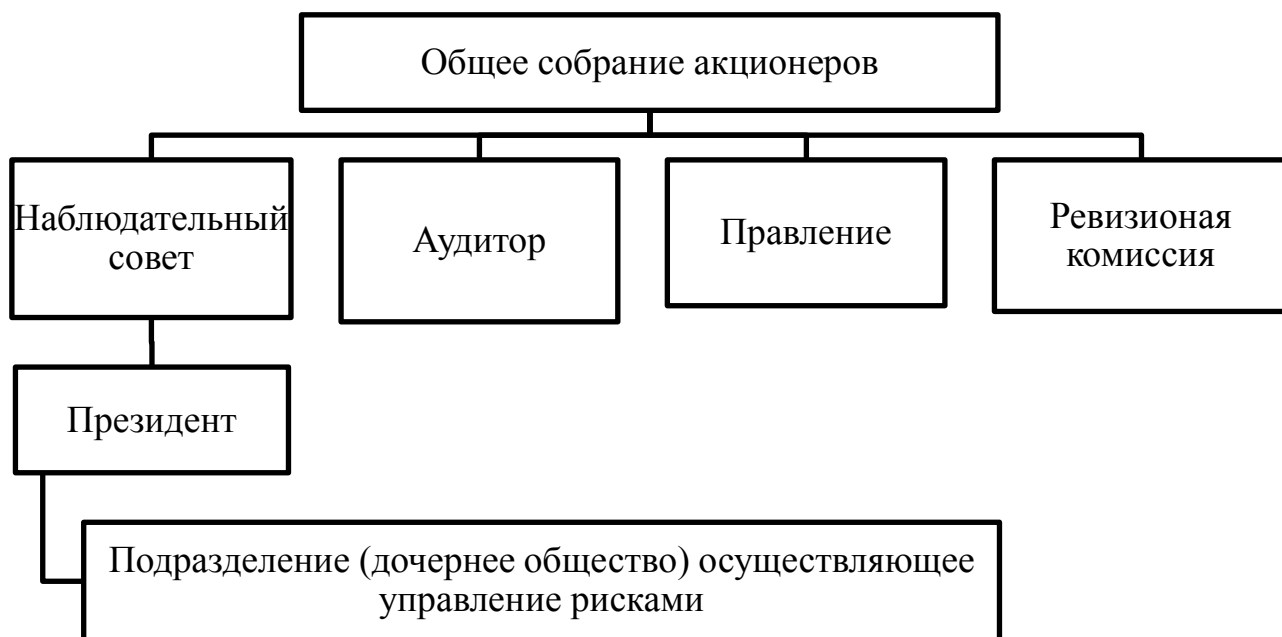 Общее собрание акционеров
Наблюдательный
совет
Аудитор
Правление
Ревизионая
комиссия
Президент
Подразделение (дочернее общество) осуществляющее
управление рисками